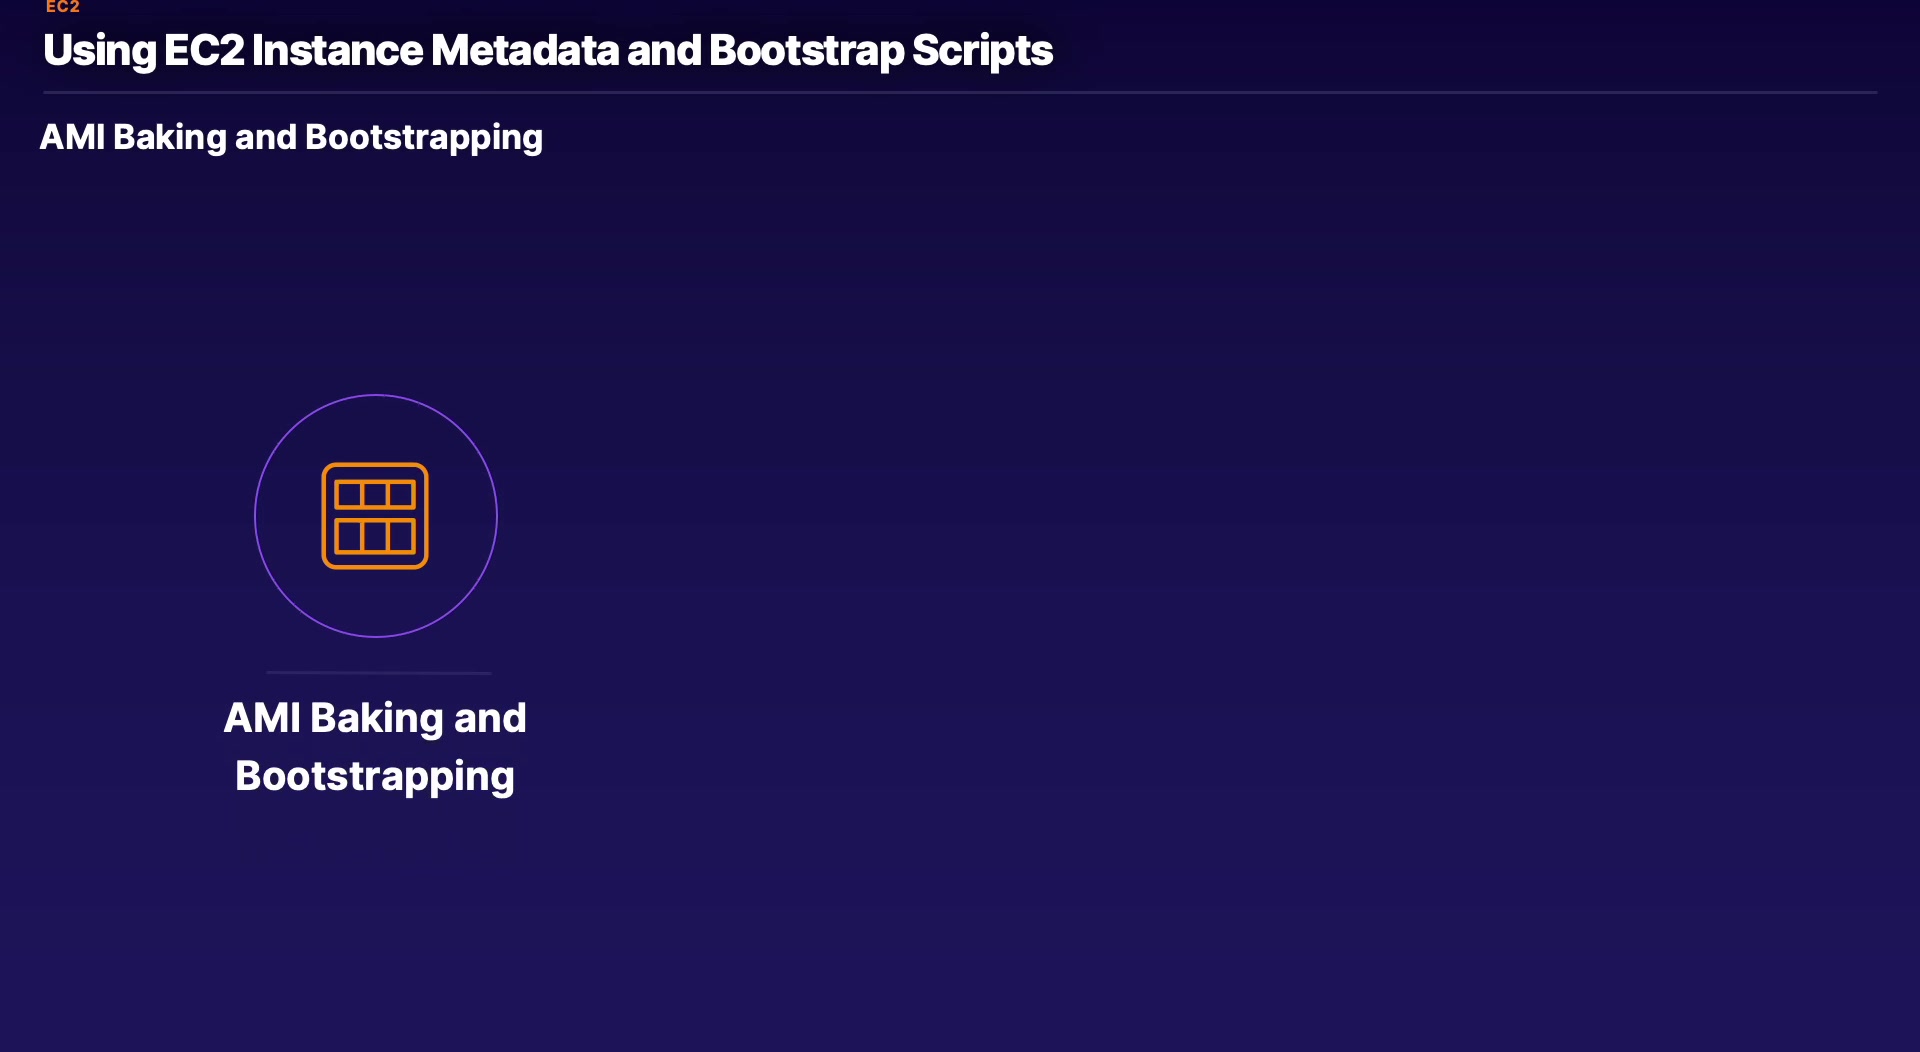 EC2
Using EC2 Instance Metadata and Bootstrap Scripts
AMI Baking and Bootstrapping
AMI Baking and
Bootstrapping